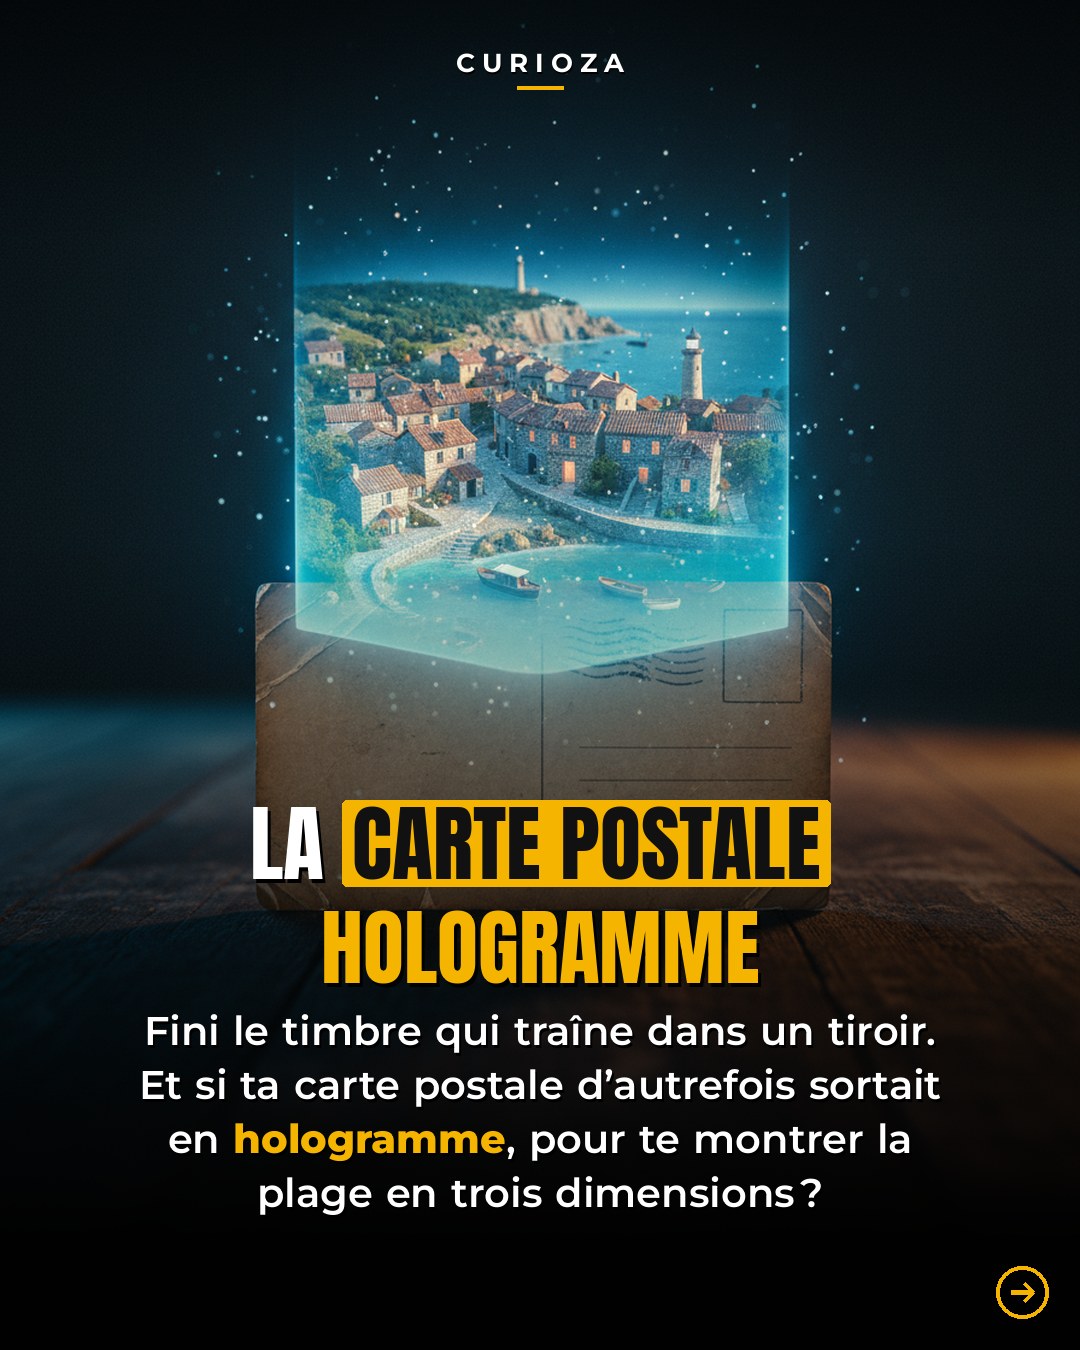 CURIOZA
LA CARTE POSTALE
HOLOGRAMME
Fini le timbre qui traîne dans un tiroir.
Et si ta carte postale d’autrefois sortait
en hologramme, pour te montrer la
plage en trois dimensions ?